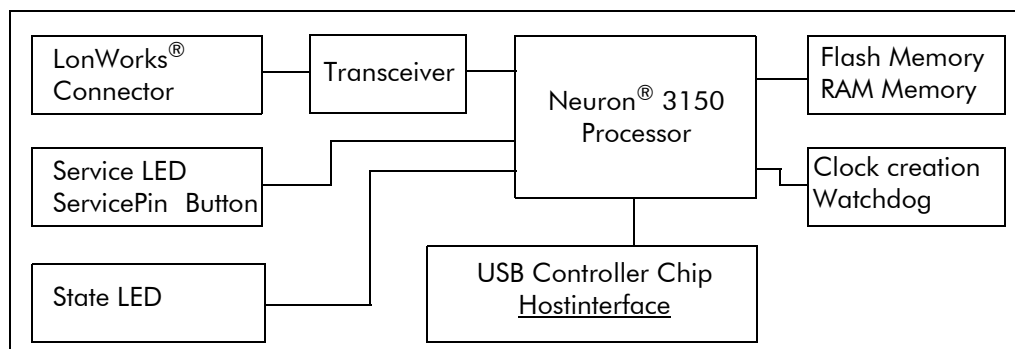 LonWorks®
Connector
Transceiver
Neuron® 3150
Processor
Flash Memory
RAM Memory
Service LED
ServicePin Button
Clock creation
Watchdog
State LED
USB Controller Chip
Hostinterface